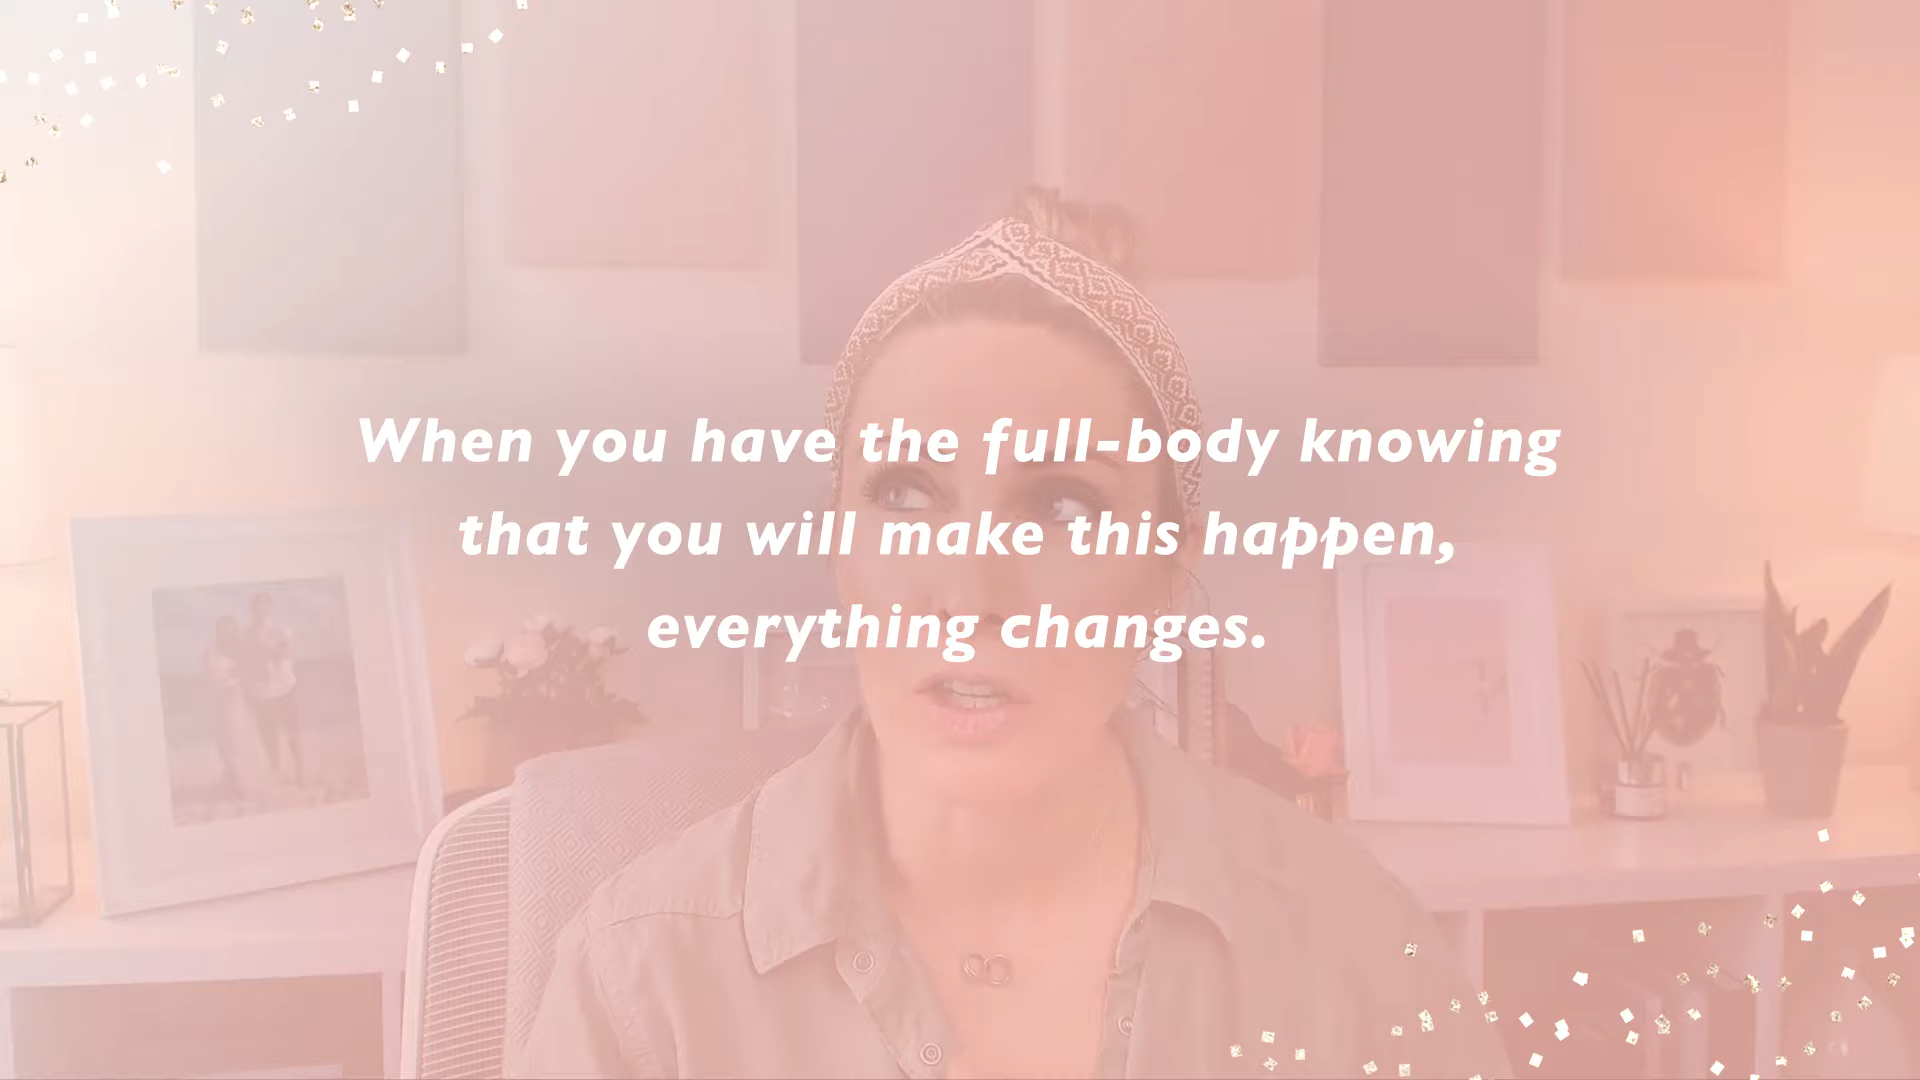 When you have the full-body knowing
that you will make this happen,
everything changes.